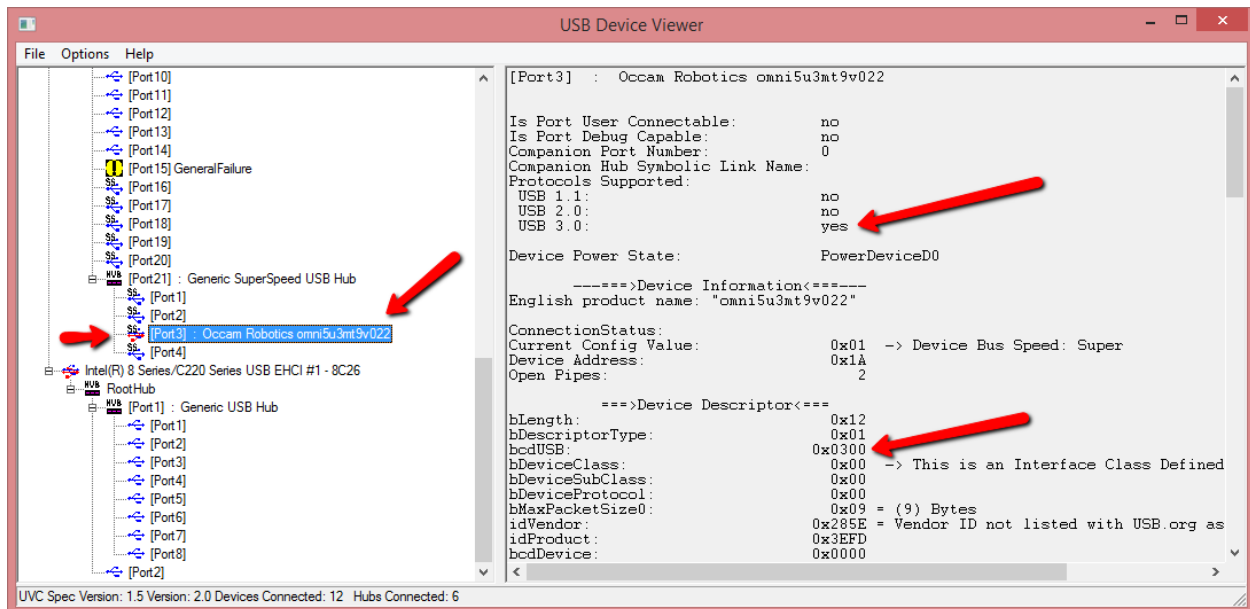 USB Device Viewer
File Options Help
[Port10]
[Port11]
[Port12]
[Port13]
[Port14]
[Port15] GeneralFailure
[Port16]
[Port17]
[Port18]
[Port19]
[Port20]
[Port21] : Generic SuperSpeed USB Hub
[Port1]
[Port2]
[Port3] : Occam Robotics omni5u3mt9v022
[Port4]
Intel(R) 8 Series/C220 Series USB EHCI #1 - 8C26
RootHub
[Port1] : Generic USB Hub
[Port1]
[Port2]
[Port3]
[Port4]
[Port5]
[Port6]
[Port7]
[Port8]
[Port2]
[Port3] : Occam Robotics omni5u3mt9v022
Is Port User Connectable: no
Is Port Debug Capable: no
Companion Port Number: 0
Companion Hub Symbolic Link Name:
Protocols Supported:
USB 1.1: no
USB 2.0: no
USB 3.0: yes
Device Power State: PowerDeviceD0
---===>Device Information<===---
English product name: "omni5u3mt9v022"
ConnectionStatus:
Current Config Value: 0x01 -> Device Bus Speed: Super
Device Address: 0x1A
Open Pipes: 2
===>Device Descriptor<===
bLength: 0x12
bDescriptorType: 0x01
bcdUSB: 0x0300
bDeviceClass: 0x00 -> This is an Interface Class Defined
bDeviceSubClass: 0x00
bDeviceProtocol: 0x00
bMaxPacketSize0: 0x09 = (9) Bytes
idVendor: 0x285E = Vendor ID not listed with USB.org as
idProduct: 0x3EFD
bcdDevice: 0x0000
UVC Spec Version: 1.5 Version: 2.0 Devices Connected: 12 Hubs Connected: 6